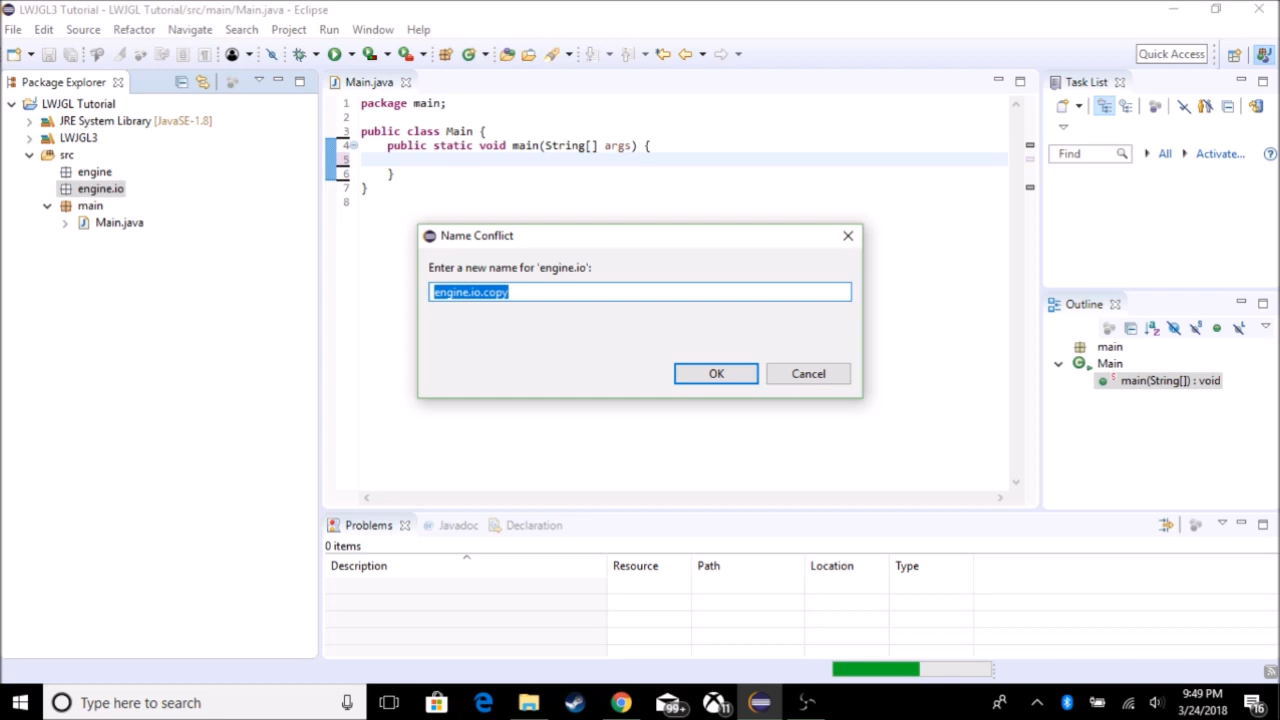 LWJGL3 Tutorial - LWJGL Tutorial/src/main/Main.java - Eclipse
File Edit Source Refactor Navigate Search Project Run Window Help
Quick Access
Package Explorer
LWJGL Tutorial
JRE System Library [JavaSE-1.8]
LWJGL3
src
engine
engine.io
main
Main.java
Main.java
1 package main;
2
3 public class Main {
4 public static void main(String[] args) {
5
6 }
7 }
8
Name Conflict
Enter a new name for 'engine.io':
engine.io.copy
OK Cancel
Task List
Find All Activate...
Outline
main
Main
S main(String[]) : void
Problems Javadoc Declaration
0 items
Description Resource Path Location Type
Type here to search
99+
11
9:49 PM
3/24/2018
16